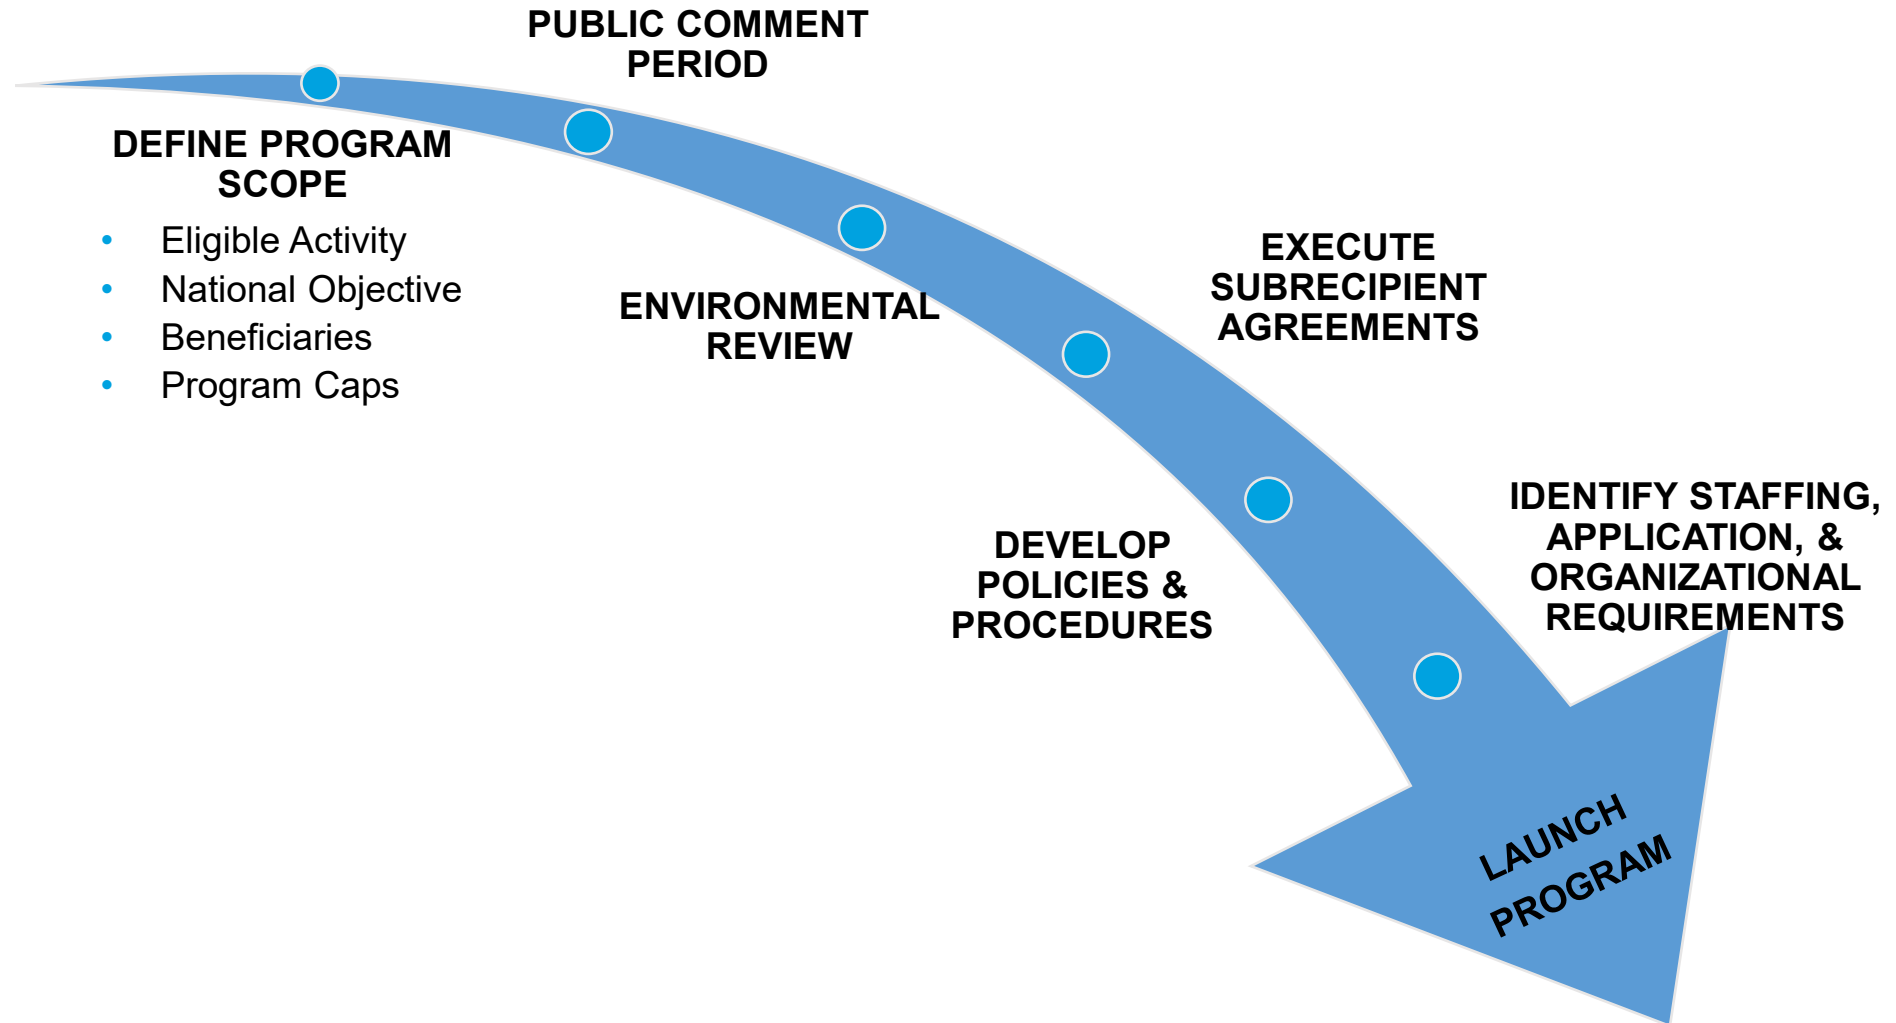 PUBLIC COMMENT
PERIOD
DEFINE PROGRAM
SCOPE
• Eligible Activity
• National Objective
• Beneficiaries
• Program Caps
ENVIRONMENTAL
REVIEW
EXECUTE
SUBRECIPIENT
AGREEMENTS
DEVELOP
POLICIES &
PROCEDURES
IDENTIFY STAFFING,
APPLICATION, &
ORGANIZATIONAL
REQUIREMENTS
LAUNCH
PROGRAM